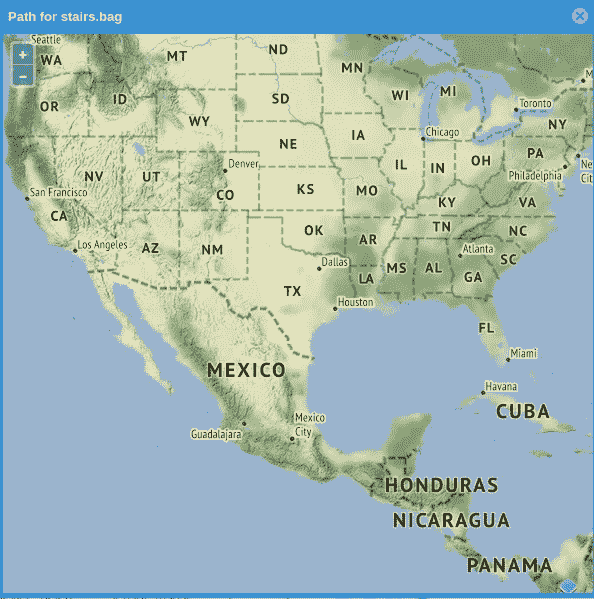 Path for stairs.bag
Seattle
WA
MT
ND
MN
+
−
OR
ID
SD
WI
MI
Toronto
WY
IA
NY
Chicago
NE
PA
NV
UT
Denver
IL
IN
OH
Philadelphia
Ne
City
San Francisco
CO
KS
MO
KY
VA
CA
Los Angeles
AZ
NM
OK
AR
TN
NC
Atlanta
SC
Dallas
LA
MS
AL
GA
TX
Houston
FL
Miami
MEXICO
Havana
CUBA
Guadalajara
Mexico
City
HONDURAS
NICARAGUA
PANAMA